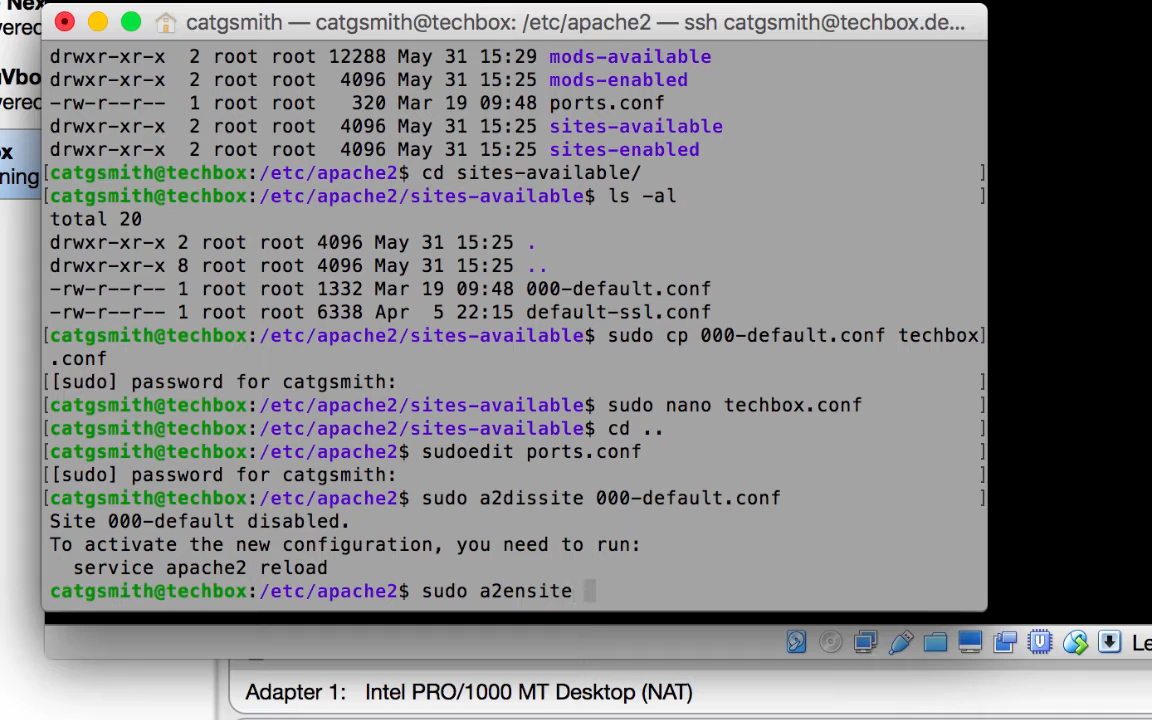 Nex
catgsmith — catgsmith@techbox: /etc/apache2 — ssh catgsmith@techbox.de...
vered
Vbo
vered
x
ning
drwxr-xr-x  2 root root 12288 May 31 15:29 mods-available
drwxr-xr-x  2 root root  4096 May 31 15:25 mods-enabled
-rw-r--r--  1 root root   320 Mar 19 09:48 ports.conf
drwxr-xr-x  2 root root  4096 May 31 15:25 sites-available
drwxr-xr-x  2 root root  4096 May 31 15:25 sites-enabled
[catgsmith@techbox:/etc/apache2$ cd sites-available/ ]
[catgsmith@techbox:/etc/apache2/sites-available$ ls -al ]
total 20
drwxr-xr-x 2 root root 4096 May 31 15:25 .
drwxr-xr-x 8 root root 4096 May 31 15:25 ..
-rw-r--r-- 1 root root 1332 Mar 19 09:48 000-default.conf
-rw-r--r-- 1 root root 6338 Apr  5 22:15 default-ssl.conf
[catgsmith@techbox:/etc/apache2/sites-available$ sudo cp 000-default.conf techbox]
.conf
[[sudo] password for catgsmith: ]
[catgsmith@techbox:/etc/apache2/sites-available$ sudo nano techbox.conf ]
[catgsmith@techbox:/etc/apache2/sites-available$ cd .. ]
[catgsmith@techbox:/etc/apache2$ sudoedit ports.conf ]
[[sudo] password for catgsmith: ]
[catgsmith@techbox:/etc/apache2$ sudo a2dissite 000-default.conf ]
Site 000-default disabled.
To activate the new configuration, you need to run:
  service apache2 reload
catgsmith@techbox:/etc/apache2$ sudo a2ensite
Le
Adapter 1: Intel PRO/1000 MT Desktop (NAT)